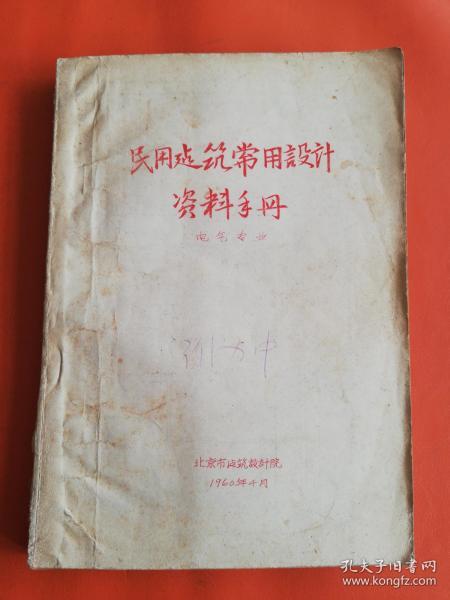 民用建筑常用設計
资料手册
电气专业
北京市建筑設計院
1960年4月
孔夫子旧书网
www.kongfz.com